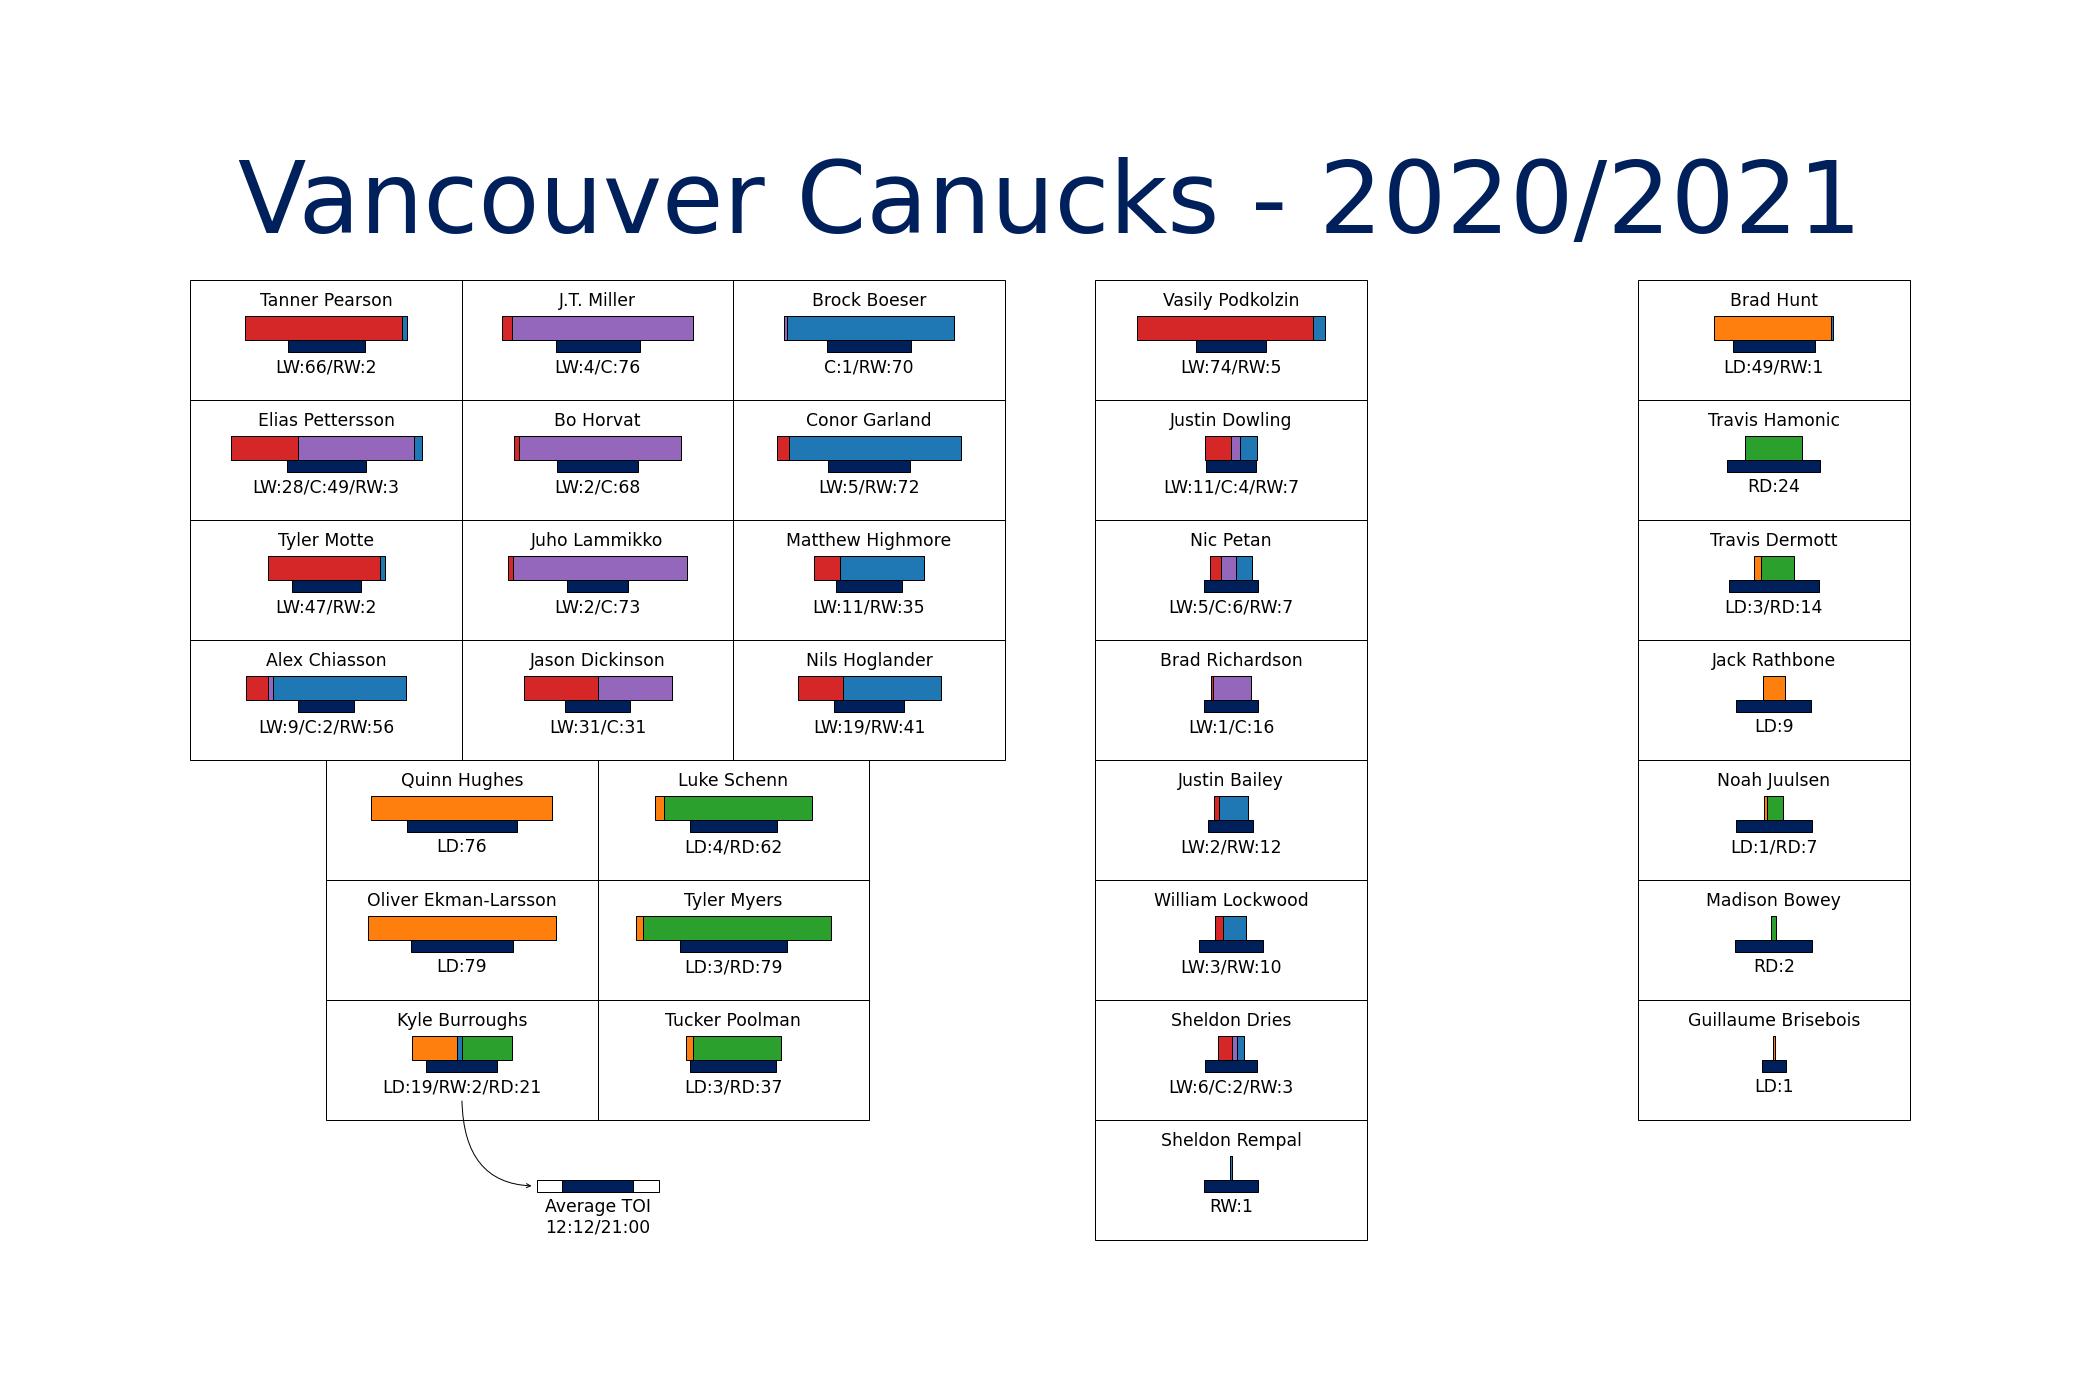 Vancouver Canucks - 2020/2021
Tanner Pearson
LW:66/RW:2
J.T. Miller
LW:4/C:76
Brock Boeser
C:1/RW:70
Elias Pettersson
LW:28/C:49/RW:3
Bo Horvat
LW:2/C:68
Conor Garland
LW:5/RW:72
Tyler Motte
LW:47/RW:2
Juho Lammikko
LW:2/C:73
Matthew Highmore
LW:11/RW:35
Alex Chiasson
LW:9/C:2/RW:56
Jason Dickinson
LW:31/C:31
Nils Hoglander
LW:19/RW:41
Quinn Hughes
LD:76
Luke Schenn
LD:4/RD:62
Oliver Ekman-Larsson
LD:79
Tyler Myers
LD:3/RD:79
Kyle Burroughs
LD:19/RW:2/RD:21
Tucker Poolman
LD:3/RD:37
Average TOI
12:12/21:00
Vasily Podkolzin
LW:74/RW:5
Justin Dowling
LW:11/C:4/RW:7
Nic Petan
LW:5/C:6/RW:7
Brad Richardson
LW:1/C:16
Justin Bailey
LW:2/RW:12
William Lockwood
LW:3/RW:10
Sheldon Dries
LW:6/C:2/RW:3
Sheldon Rempal
RW:1
Brad Hunt
LD:49/RW:1
Travis Hamonic
RD:24
Travis Dermott
LD:3/RD:14
Jack Rathbone
LD:9
Noah Juulsen
LD:1/RD:7
Madison Bowey
RD:2
Guillaume Brisebois
LD:1